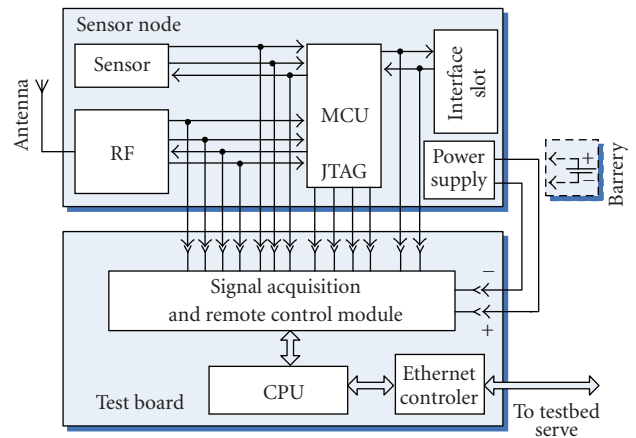 Sensor node
Sensor
Antenna
RF
MCU
JTAG
Interface
slot
Power
supply
+
−
Barrery
Signal acquisition
and remote control module
−
+
CPU
Ethernet
controler
Test board
To testbed
serve